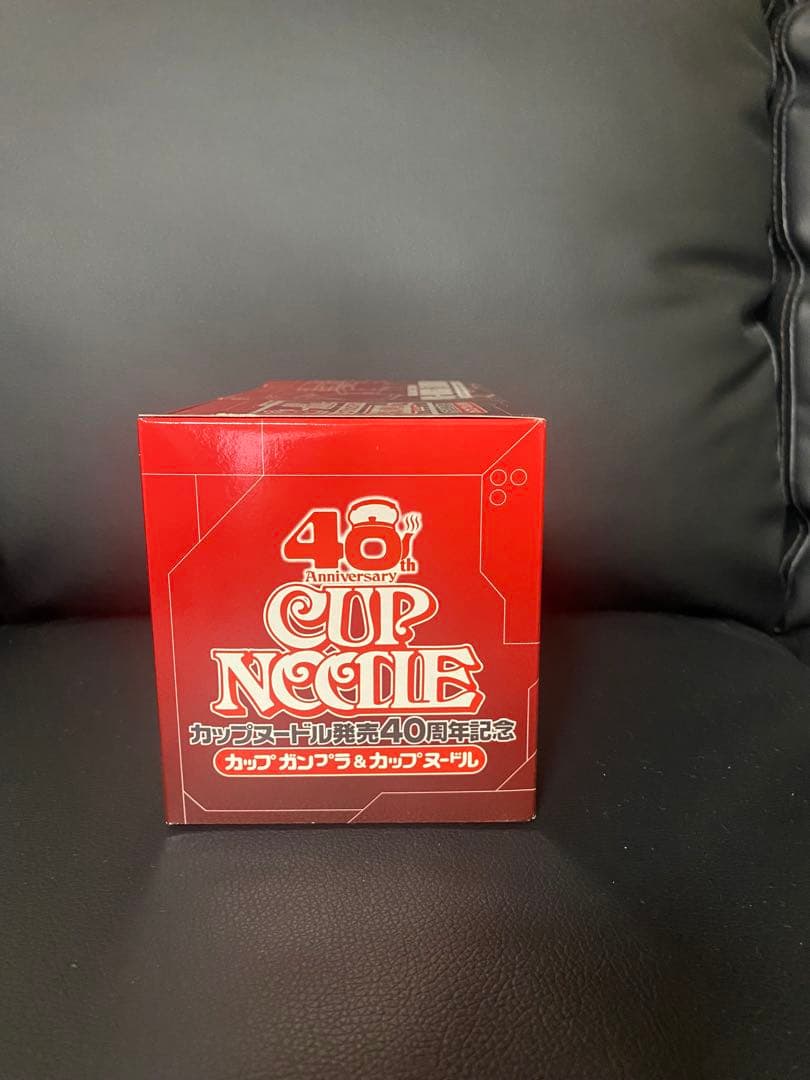 40th
Anniversary
CUP
NOODLE
カップヌードル発売40周年記念
カップ ガンプラ & カップ ヌードル